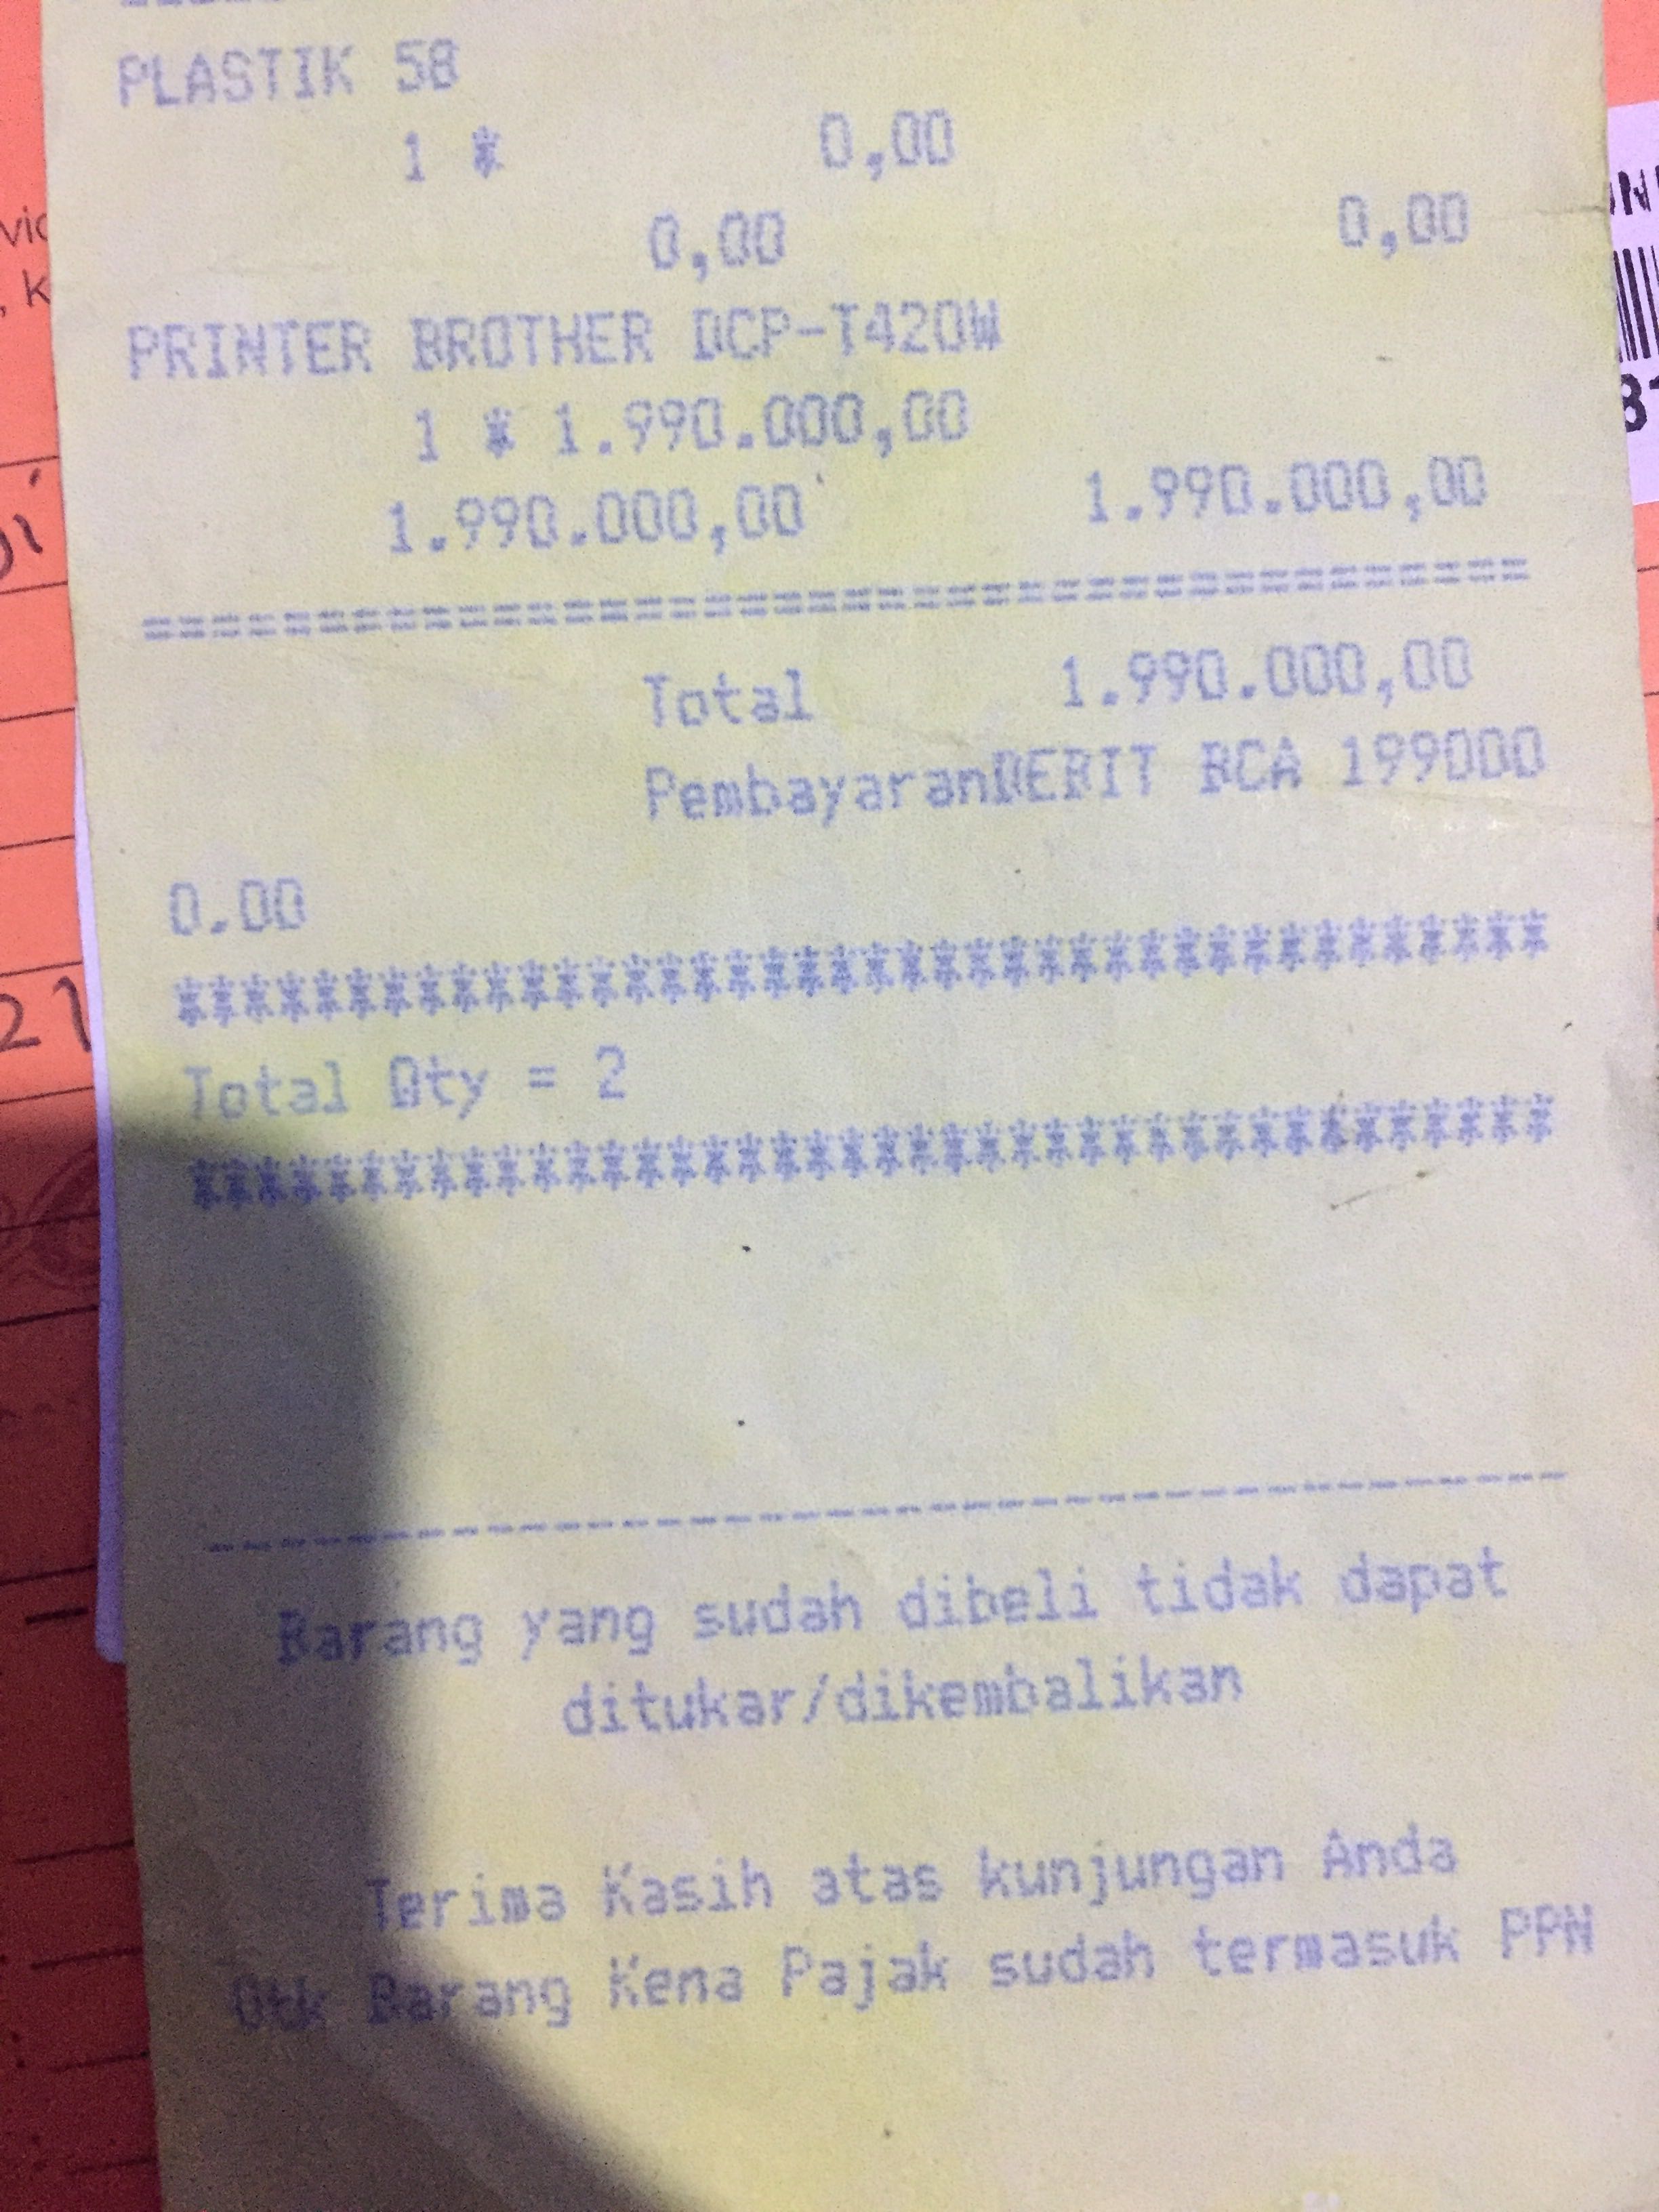 PLASTIK 58
1 * 0,00
0,00 0,00
PRINTER BROTHER DCP-T420W
1 * 1.990.000,00
1.990.000,00 1.990.000,00
================================
Total 1.990.000,00
PembayaranDEBIT BCA 199000
0.00
****************************************
Total Qty = 2
****************************************
----------------------------------------
Barang yang sudah dibeli tidak dapat
ditukar/dikembalikan
Terima Kasih atas kunjungan Anda
Utk Barang Kena Pajak sudah termasuk PPN
21